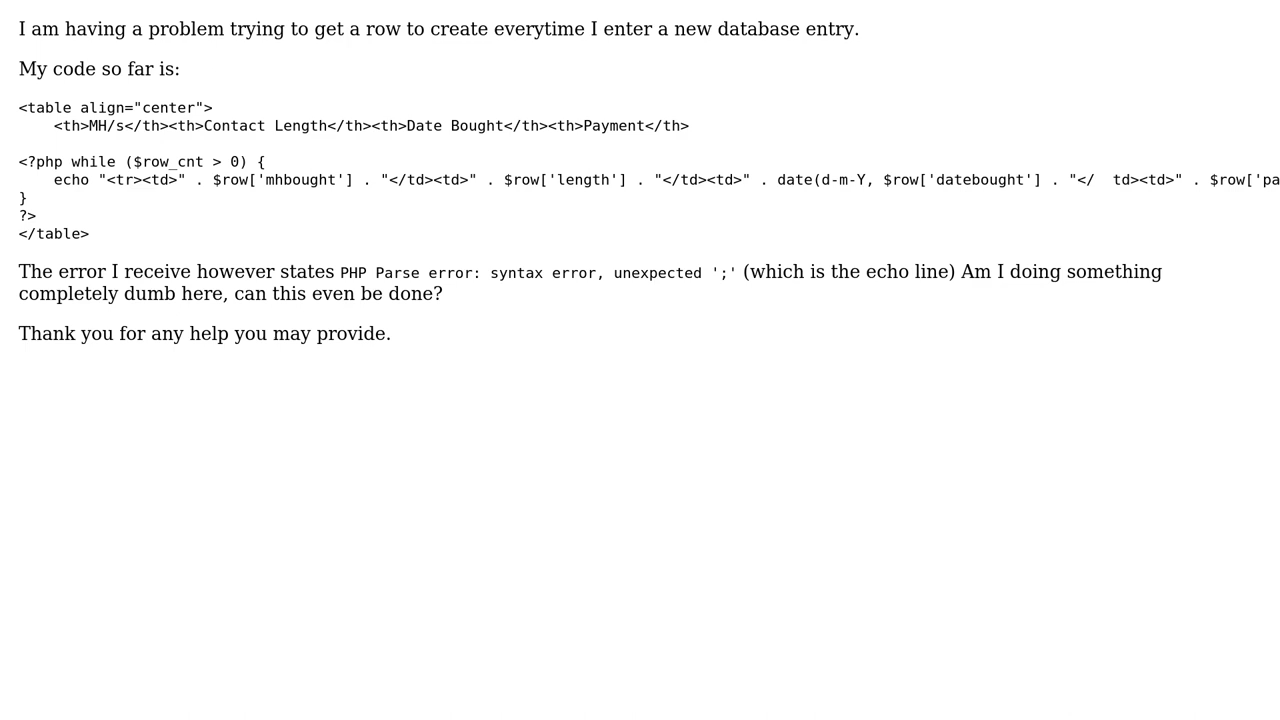 I am having a problem trying to get a row to create everytime I enter a new database entry.
My code so far is:
<table align="center">
    <th>MH/s</th><th>Contact Length</th><th>Date Bought</th><th>Payment</th>
<?php while ($row_cnt > 0) {
    echo "<tr><td>" . $row['mhbought'] . "</td><td>" . $row['length'] . "</td><td>" . date(d-m-Y, $row['datebought'] . "</  td><td>" . $row['pa
}
?>
</table>
The error I receive however states PHP Parse error: syntax error, unexpected ';' (which is the echo line) Am I doing something
completely dumb here, can this even be done?
Thank you for any help you may provide.